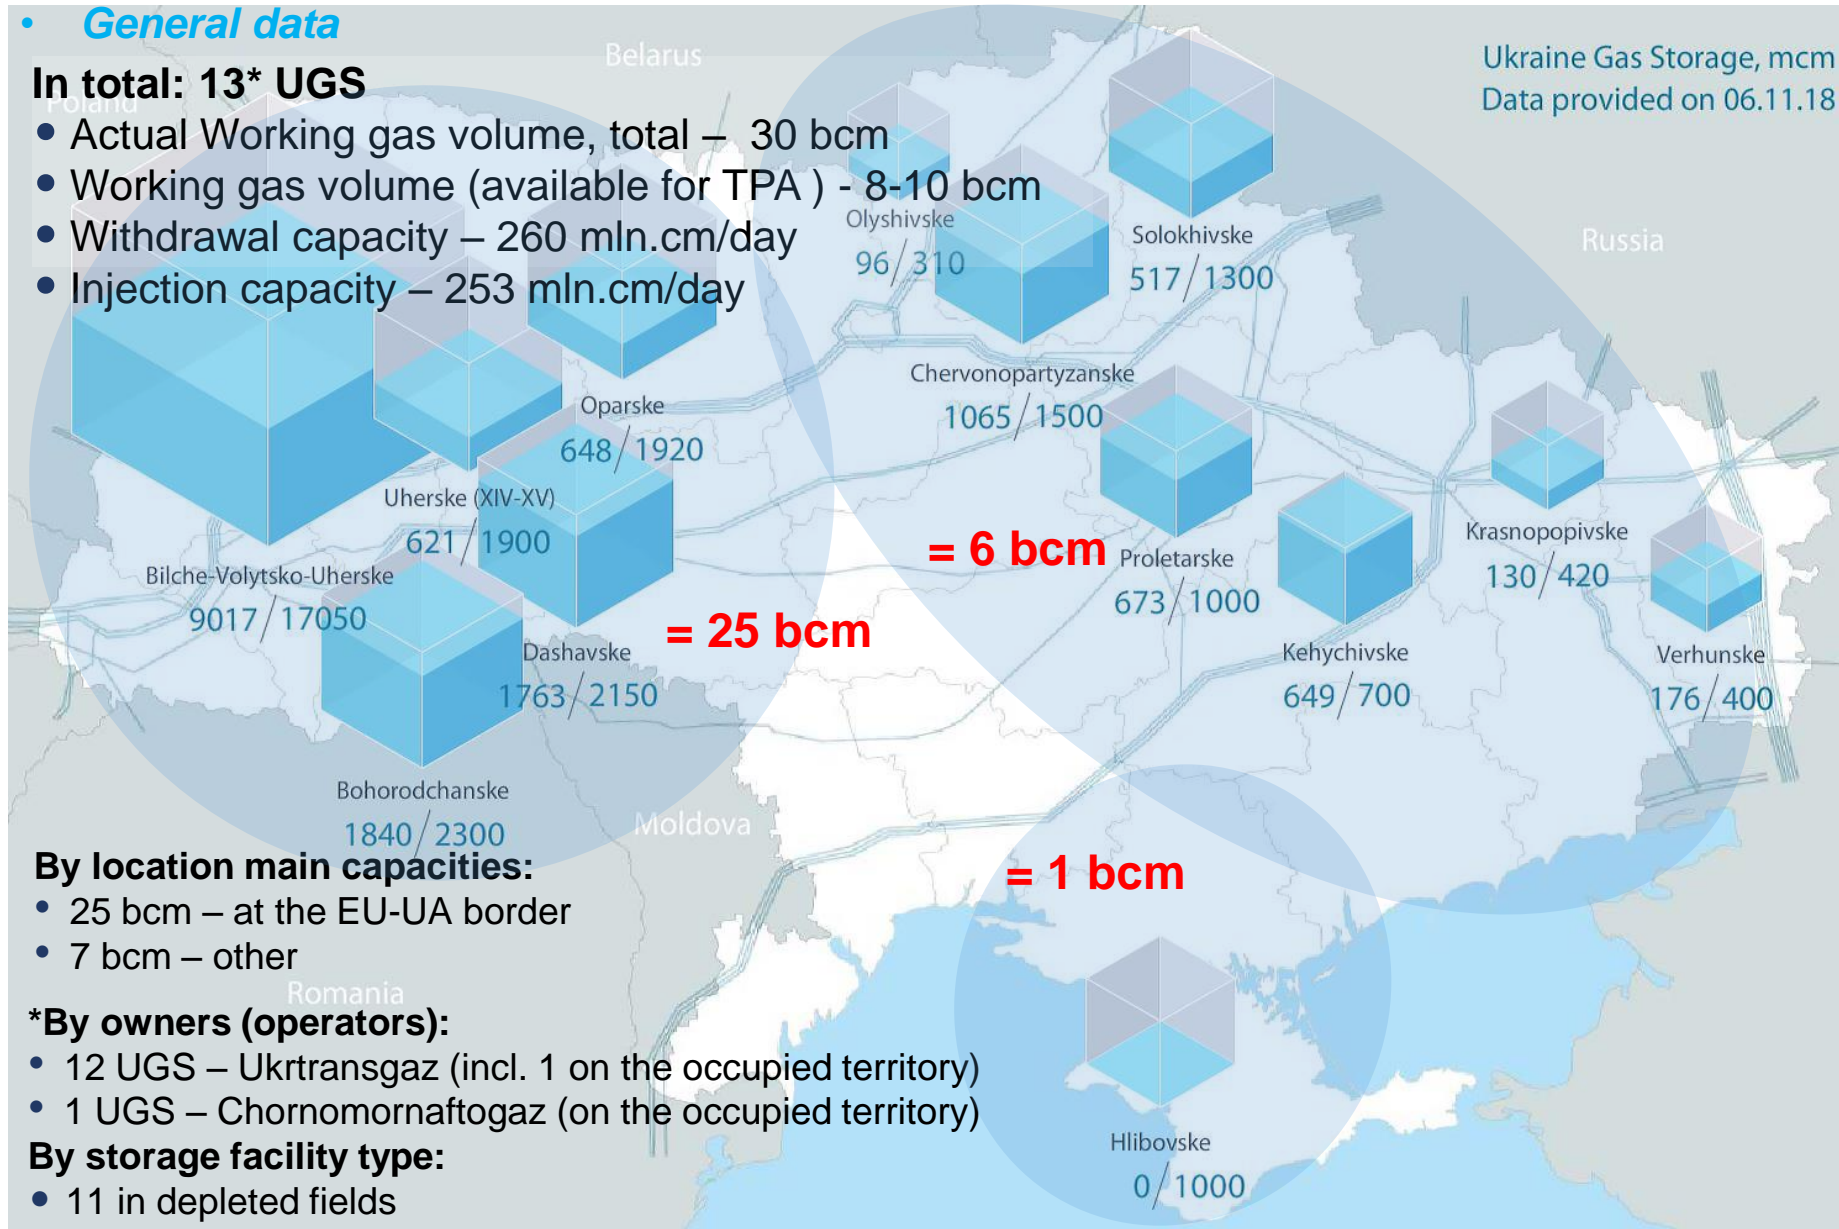 • General data
In total: 13* UGS
• Actual Working gas volume, total – 30 bcm
• Working gas volume (available for TPA ) - 8-10 bcm
• Withdrawal capacity – 260 mln.cm/day
• Injection capacity – 253 mln.cm/day
Ukraine Gas Storage, mcm
Data provided on 06.11.18
Belarus
Poland
Russia
Olyshivske
96/310
Solokhivske
517/1300
Chervonopartyzanske
1065/1500
Oparske
648/1920
Uherske (XIV-XV)
621/1900
Bilche-Volytsko-Uherske
9017/17050
Dashavske
1763/2150
= 25 bcm
= 6 bcm
Proletarske
673/1000
Kehychivske
649/700
Krasnopopivske
130/420
Verhunske
176/400
Bohorodchanske
1840/2300
Moldova
= 1 bcm
By location main capacities:
• 25 bcm – at the EU-UA border
• 7 bcm – other
Romania
*By owners (operators):
• 12 UGS – Ukrtransgaz (incl. 1 on the occupied territory)
• 1 UGS – Chornomornaftogaz (on the occupied territory)
Hlibovske
0/1000
By storage facility type:
• 11 in depleted fields